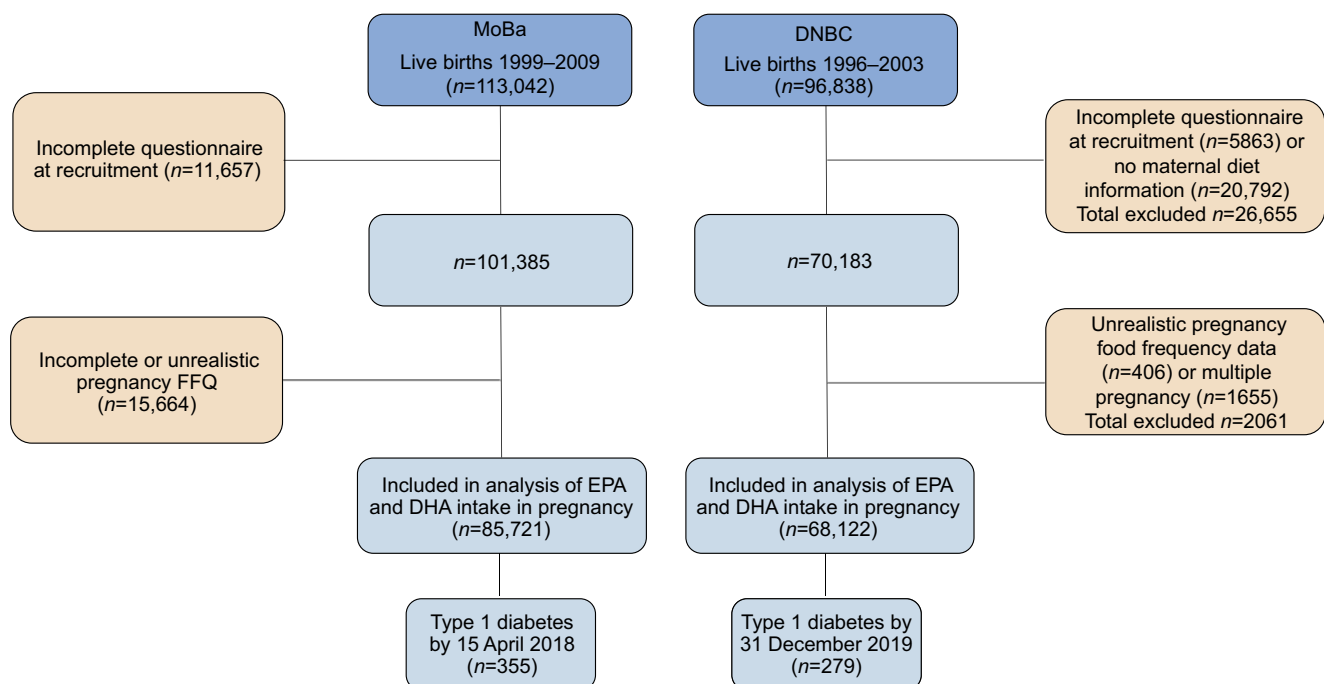 MoBa
Live births 1999–2009
(n=113,042)
DNBC
Live births 1996–2003
(n=96,838)
Incomplete questionnaire
at recruitment (n=11,657)
Incomplete questionnaire
at recruitment (n=5863) or
no maternal diet
information (n=20,792)
Total excluded n=26,655
n=101,385
n=70,183
Incomplete or unrealistic
pregnancy FFQ
(n=15,664)
Unrealistic pregnancy
food frequency data
(n=406) or multiple
pregnancy (n=1655)
Total excluded n=2061
Included in analysis of EPA
and DHA intake in pregnancy
(n=85,721)
Included in analysis of EPA
and DHA intake in pregnancy
(n=68,122)
Type 1 diabetes
by 15 April 2018
(n=355)
Type 1 diabetes by
31 December 2019
(n=279)